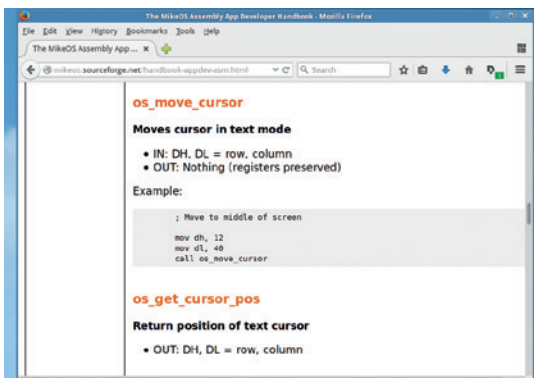 The MikeOS Assembly App Developer Handbook - Mozilla Firefox
File Edit View History Bookmarks Tools Help
The MikeOS Assembly App ...
mikeos.sourceforge.net/handbook-appdev-asm.html Search
os_move_cursor
Moves cursor in text mode
• IN: DH, DL = row, column
• OUT: Nothing (registers preserved)
Example:
; Move to middle of screen
mov dh, 12
mov dl, 40
call os_move_cursor
os_get_cursor_pos
Return position of text cursor
• OUT: DH, DL = row, column